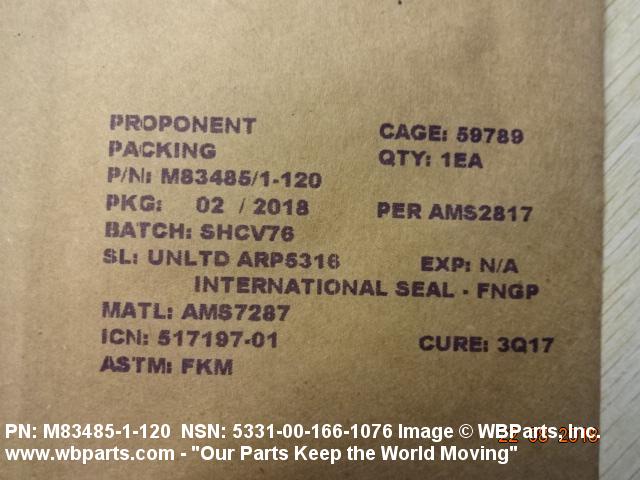 PROPONENT
PACKING CAGE: 59789
P/N: M83485/1-120 QTY: 1EA
PKG: 02 / 2018 PER AMS2817
BATCH: SHCV76
SL: UNLTD ARP5316 EXP: N/A
INTERNATIONAL SEAL - FNGP
MATL: AMS7287
ICN: 517197-01 CURE: 3Q17
ASTM: FKM
PN: M83485-1-120 NSN: 5331-00-166-1076 Image © WBParts, Inc.
www.wbparts.com - "Our Parts Keep the World Moving"